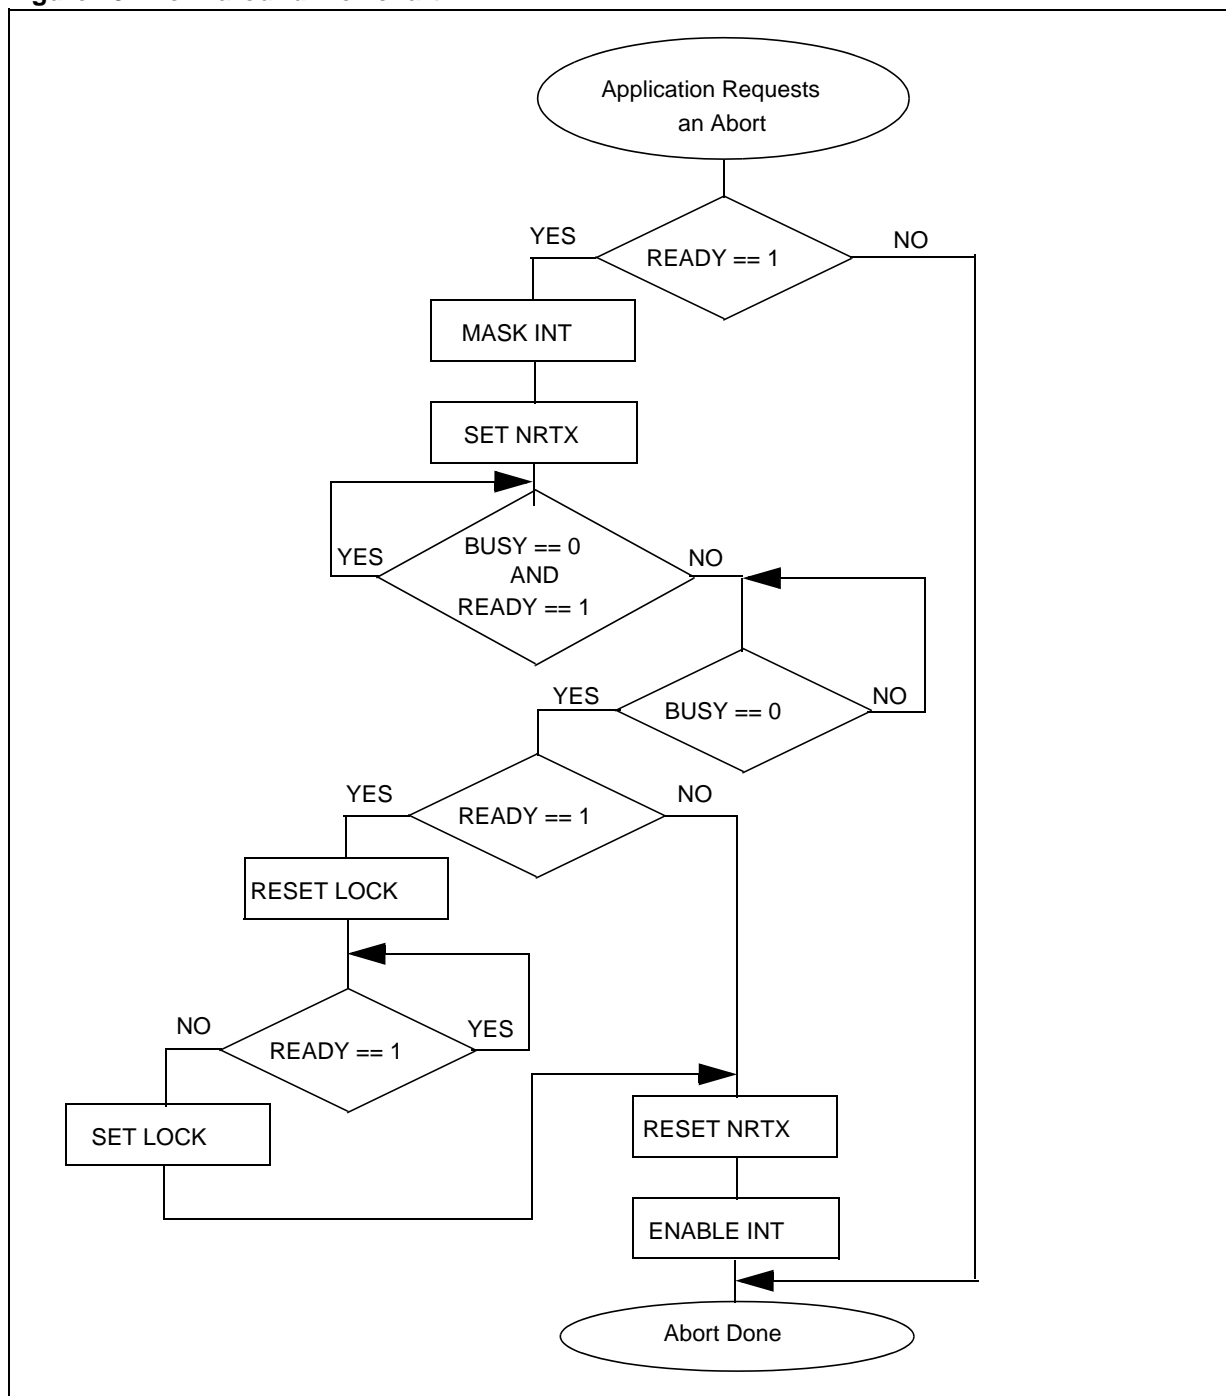 Application Requests
an Abort
YES
READY == 1
NO
MASK INT
SET NRTX
YES
BUSY == 0
AND
READY == 1
NO
YES
BUSY == 0
NO
YES
READY == 1
NO
RESET LOCK
NO
READY == 1
YES
SET LOCK
RESET NRTX
ENABLE INT
Abort Done